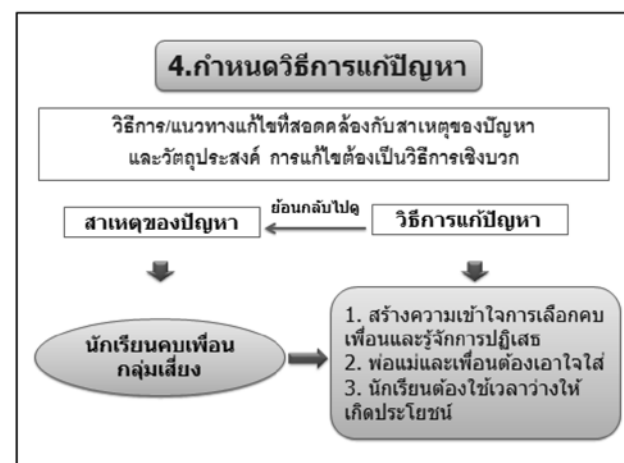 4.กำหนดวิธีการแก้ปัญหา
วิธีการ/แนวทางแก้ไขที่สอดคล้องกับสาเหตุของปัญหา
และวัตถุประสงค์ การแก้ไขต้องเป็นวิธีการเชิงบวก
สาเหตุของปัญหา
ย้อนกลับไปดู
วิธีการแก้ปัญหา
นักเรียนคบเพื่อน
กลุ่มเสี่ยง
1. สร้างความเข้าใจการเลือกคบ
เพื่อนและรู้จักการปฏิเสธ
2. พ่อแม่และเพื่อนต้องเอาใจใส่
3. นักเรียนต้องใช้เวลาว่างให้
เกิดประโยชน์